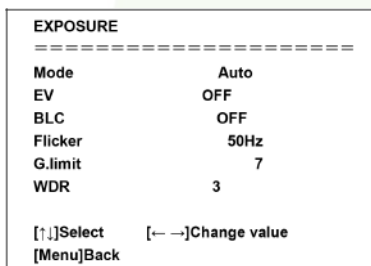 EXPOSURE
=====================
Mode Auto
EV OFF
BLC OFF
Flicker 50Hz
G.limit 7
WDR 3
[↑↓]Select [← →]Change value
[Menu]Back